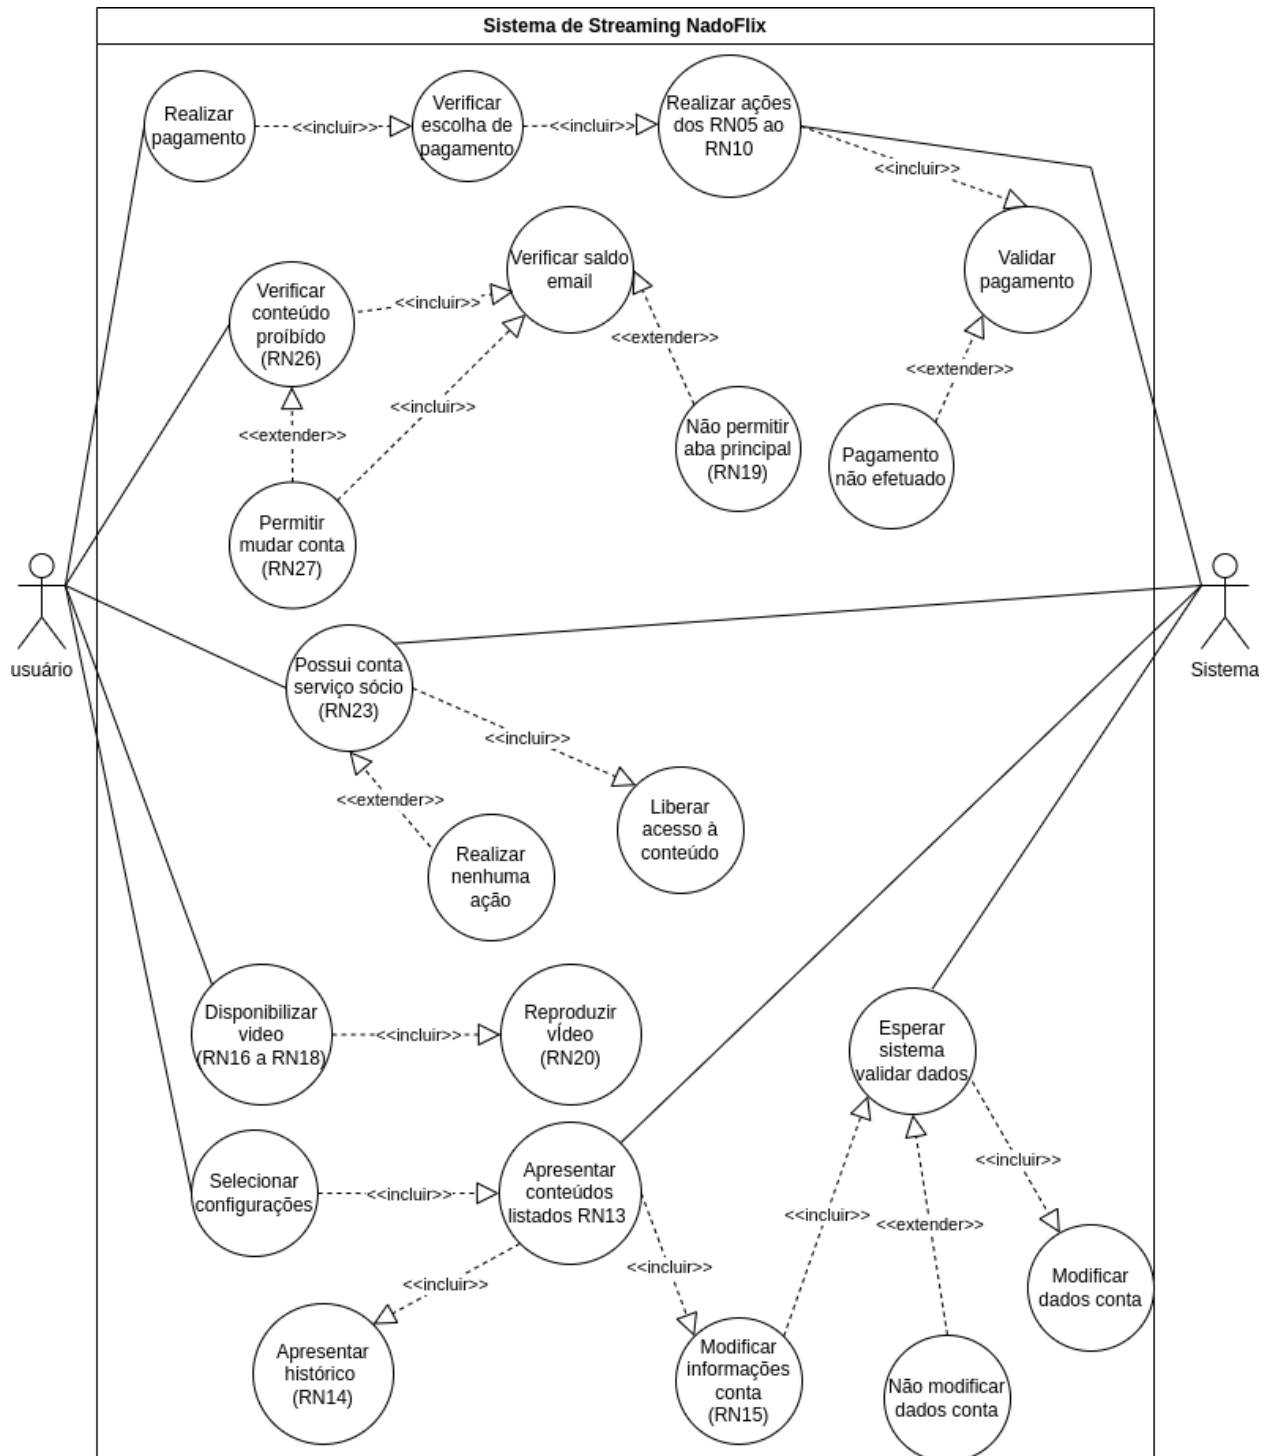 Sistema de Streaming NadoFlix
Realizar
pagamento
<<incluir>>
Verificar
escolha de
pagamento
<<incluir>>
Realizar ações
dos RN05 ao
RN10
<<incluir>>
Validar
pagamento
<<extender>>
Pagamento
não efetuado
Verificar
conteúdo
proíbído
(RN26)
<<incluir>>
Verificar saldo
email
<<extender>>
Não permitir
aba principal
(RN19)
<<extender>>
<<incluir>>
Permitir
mudar conta
(RN27)
usuário
Sistema
Possui conta
serviço sócio
(RN23)
<<incluir>>
Liberar
acesso à
conteúdo
<<extender>>
Realizar
nenhuma
ação
Disponibilizar
video
(RN16 a RN18)
<<incluir>>
Reproduzir
vÍdeo
(RN20)
Selecionar
configurações
<<incluir>>
Apresentar
conteúdos
listados RN13
<<incluir>>
Apresentar
histórico
(RN14)
<<incluir>>
Modificar
informações
conta
(RN15)
<<incluir>>
Esperar
sistema
validar dados
<<extender>>
Não modificar
dados conta
<<incluir>>
Modificar
dados conta